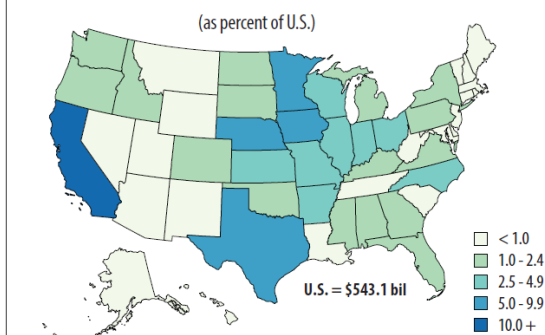 (as percent of U.S.)
U.S. = $543.1 bil
< 1.0
1.0 - 2.4
2.5 - 4.9
5.0 - 9.9
10.0 +